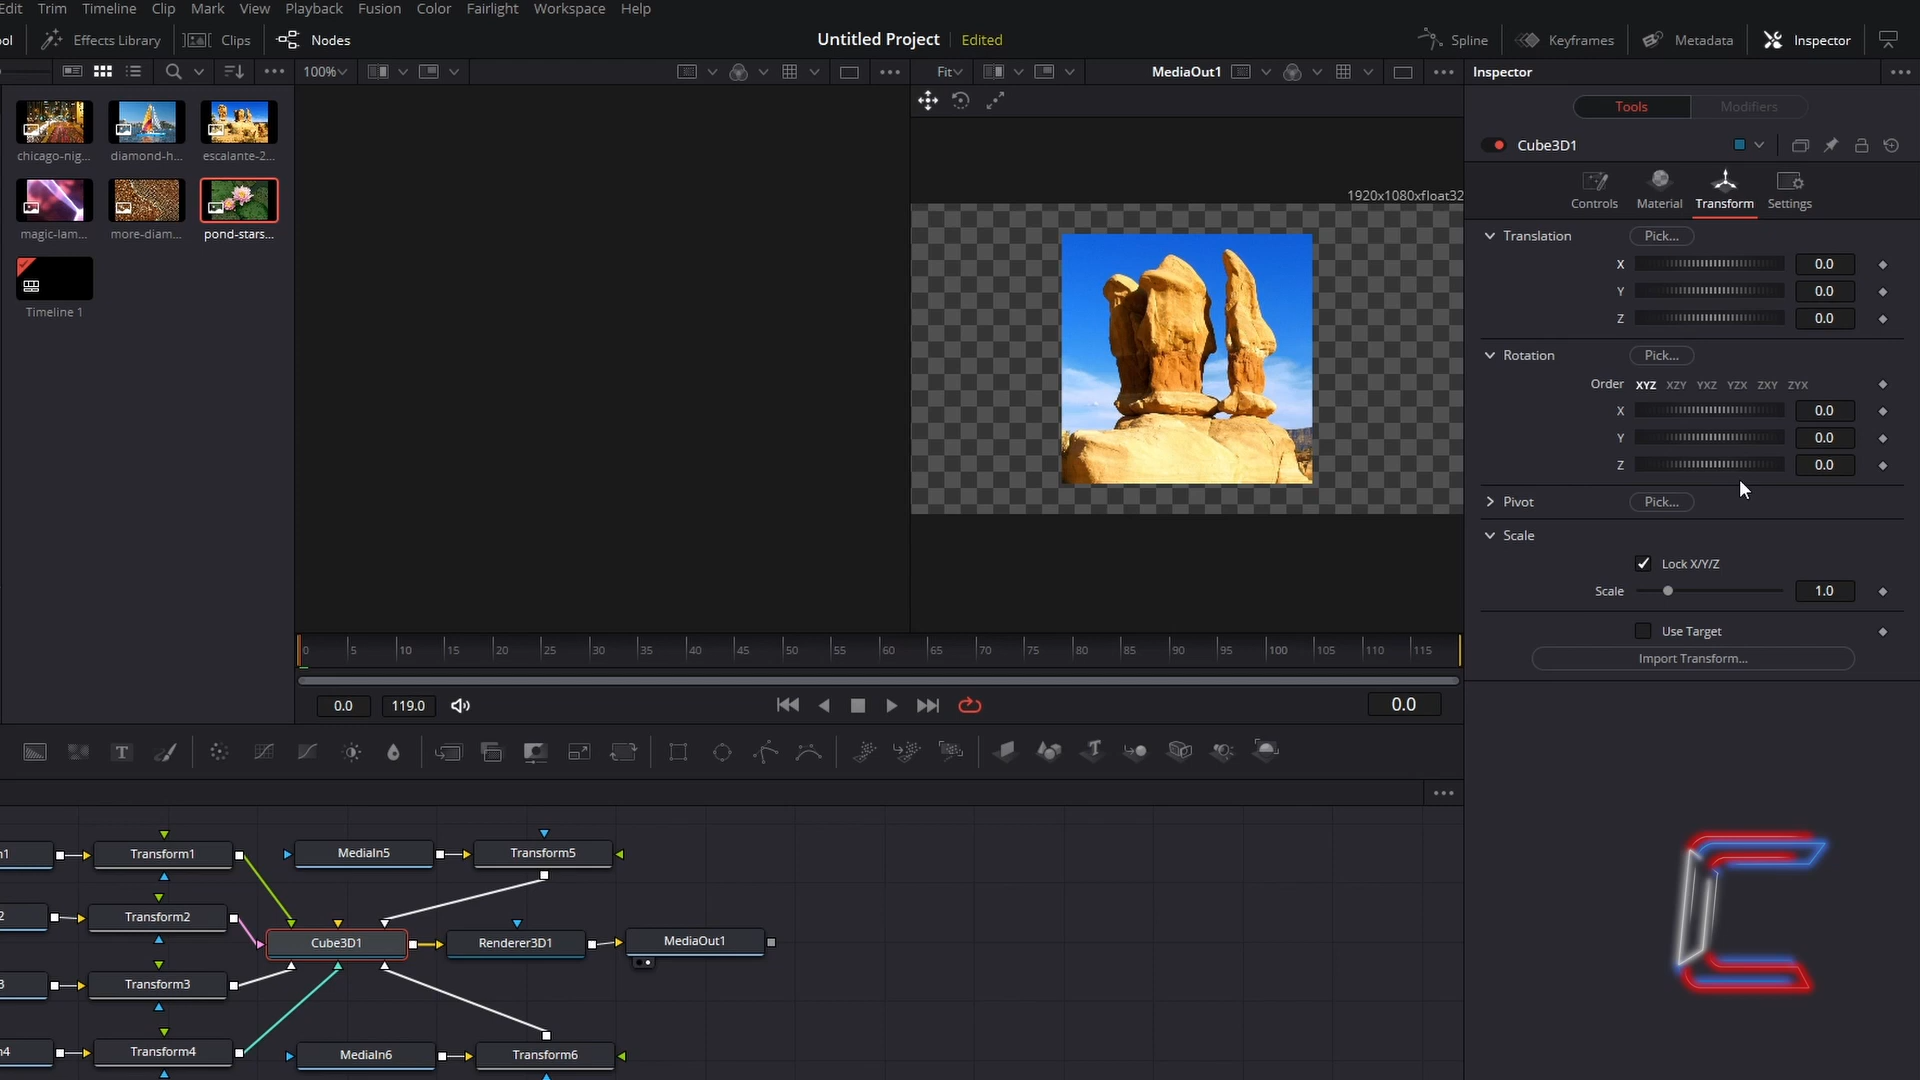 Edit Trim Timeline Clip Mark View Playback Fusion Color Fairlight Workspace Help
ol Effects Library Clips Nodes Untitled Project Edited Spline Keyframes Metadata Inspector
100% Fit MediaOut1 Inspector
Tools Modifiers
chicago-nig... diamond-h... escalante-2...
Cube3D1
Controls Material Transform Settings
1920x1080xfloat32
magic-lam... more-diam... pond-stars...
Translation Pick...
X 0.0
Y 0.0
Z 0.0
Timeline 1
Rotation Pick...
Order XYZ XZY YXZ YZX ZXY ZYX
X 0.0
Y 0.0
Z 0.0
Pivot Pick...
Scale
Lock X/Y/Z
Scale 1.0
Use Target
Import Transform...
0 5 10 15 20 25 30 35 40 45 50 55 60 65 70 75 80 85 90 95 100 105 110 115
0.0 119.0 0.0
T T
n1 Transform1 MediaIn5 Transform5
2 Transform2
Cube3D1 Renderer3D1 MediaOut1
3 Transform3
n4 Transform4 MediaIn6 Transform6